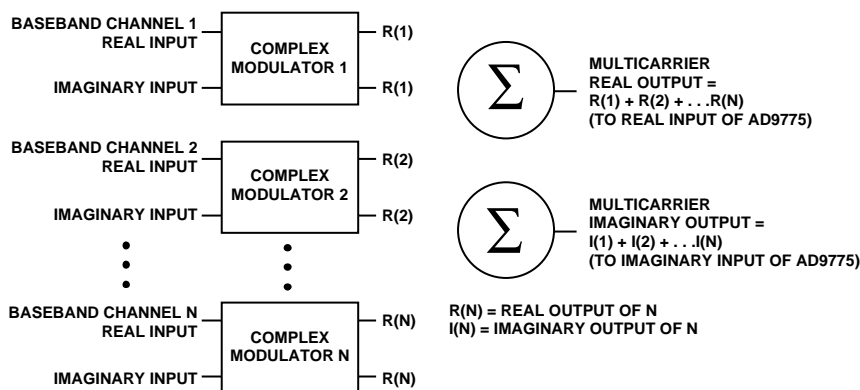 BASEBAND CHANNEL 1
REAL INPUT
IMAGINARY INPUT
COMPLEX
MODULATOR 1
R(1)
R(1)
BASEBAND CHANNEL 2
REAL INPUT
IMAGINARY INPUT
COMPLEX
MODULATOR 2
R(2)
R(2)
BASEBAND CHANNEL N
REAL INPUT
IMAGINARY INPUT
COMPLEX
MODULATOR N
R(N)
R(N)
Σ
MULTICARRIER
REAL OUTPUT =
R(1) + R(2) + . . .R(N)
(TO REAL INPUT OF AD9775)
Σ
MULTICARRIER
IMAGINARY OUTPUT =
I(1) + I(2) + . . .I(N)
(TO IMAGINARY INPUT OF AD9775)
R(N) = REAL OUTPUT OF N
I(N) = IMAGINARY OUTPUT OF N